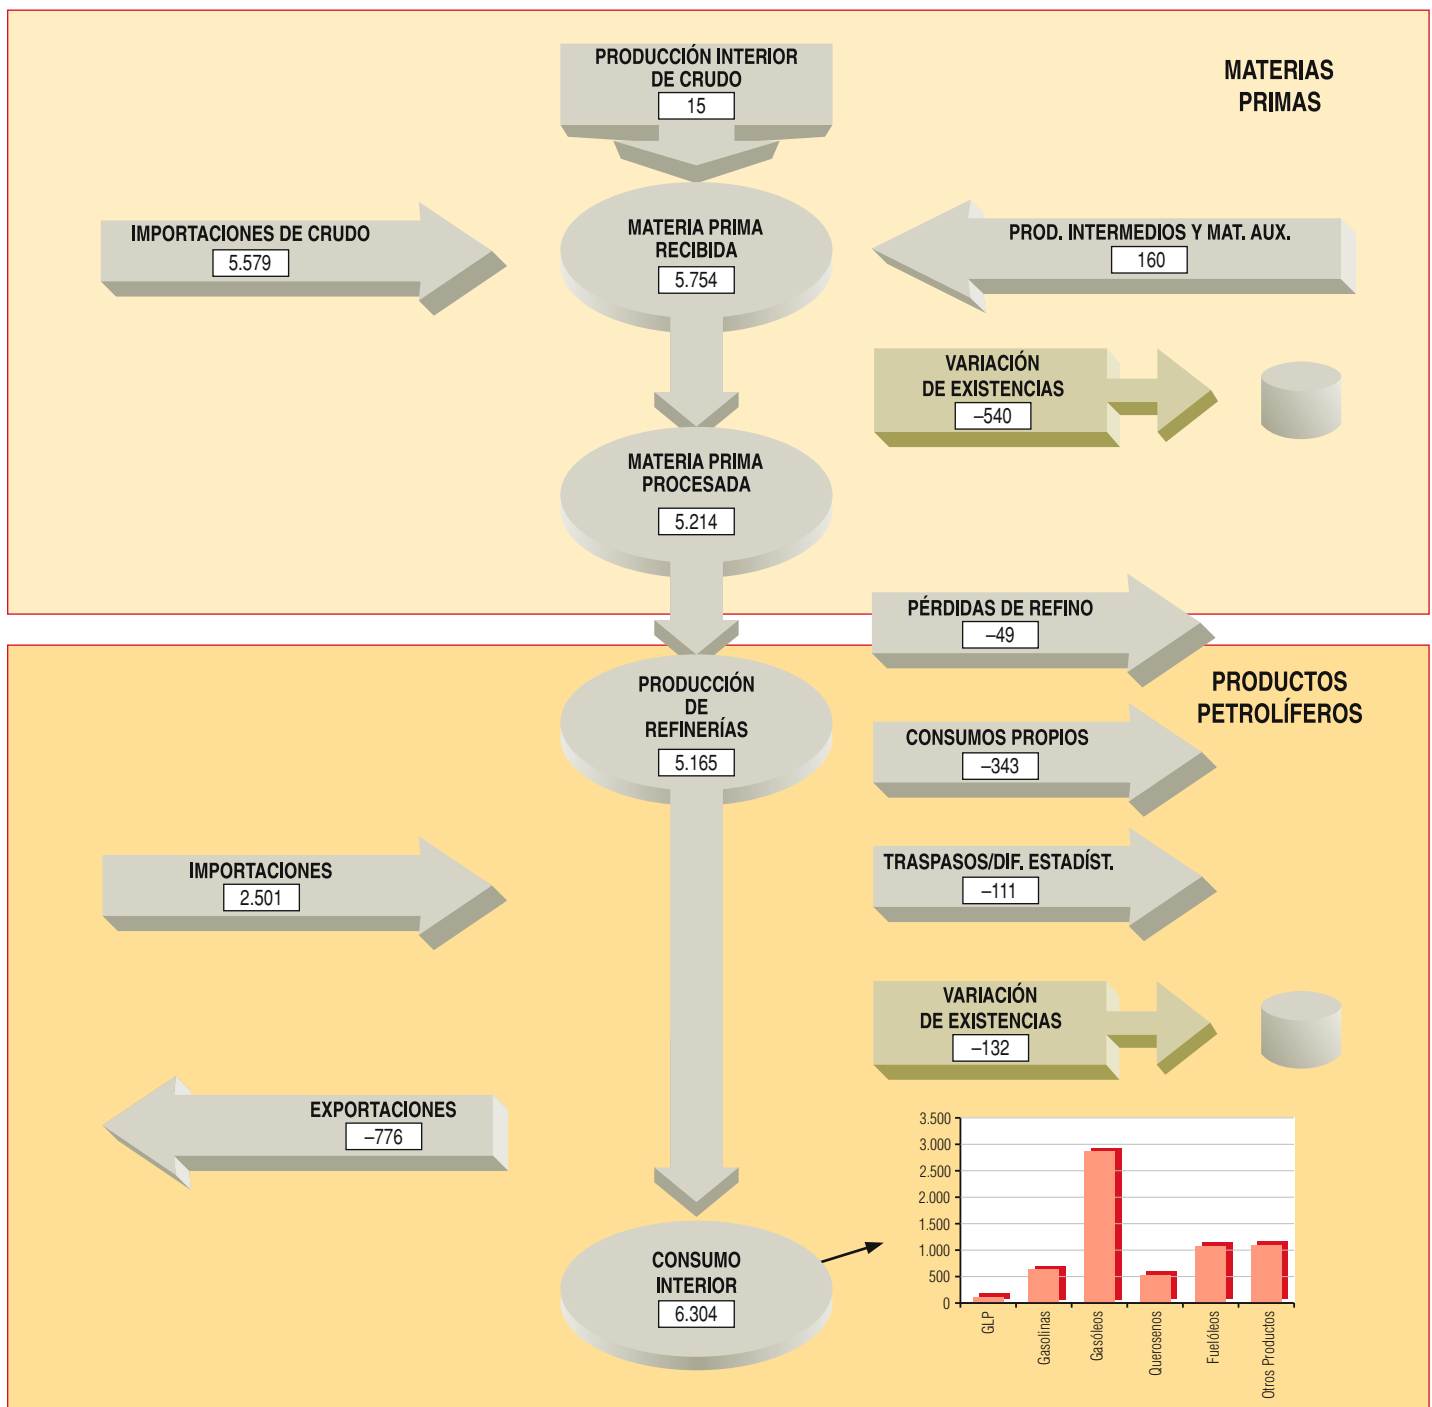 PRODUCCIÓN INTERIOR
DE CRUDO
15
MATERIAS
PRIMAS
IMPORTACIONES DE CRUDO
5.579
MATERIA PRIMA
RECIBIDA
5.754
PROD. INTERMEDIOS Y MAT. AUX.
160
VARIACIÓN
DE EXISTENCIAS
–540
MATERIA PRIMA
PROCESADA
5.214
PÉRDIDAS DE REFINO
–49
PRODUCTOS
PETROLÍFEROS
PRODUCCIÓN
DE
REFINERÍAS
5.165
CONSUMOS PROPIOS
–343
IMPORTACIONES
2.501
TRASPASOS/DIF. ESTADÍST.
–111
VARIACIÓN
DE EXISTENCIAS
–132
EXPORTACIONES
–776
CONSUMO
INTERIOR
6.304
3.500
3.000
2.500
2.000
1.500
1.000
500
0
GLP
Gasolinas
Gasóleos
Querosenos
Fuelóleos
Otros Productos